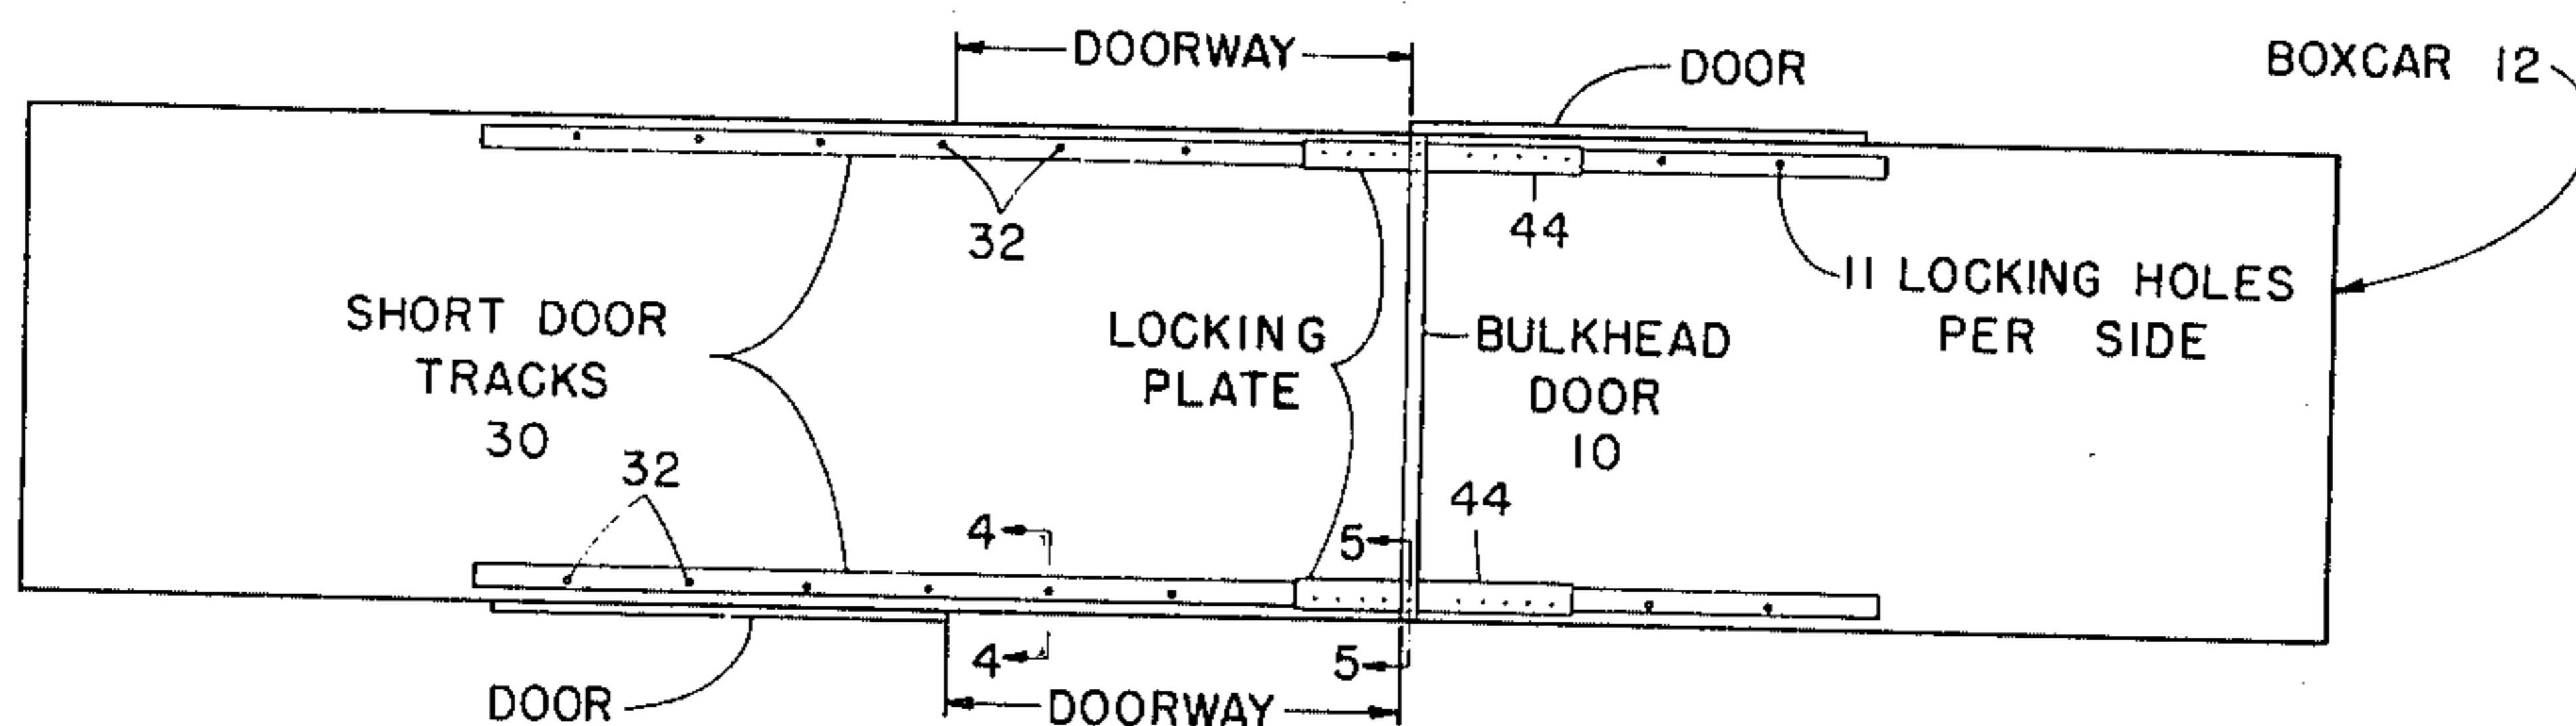 DOORWAY
DOOR
BOXCAR 12
32
44
11 LOCKING HOLES
PER SIDE
SHORT DOOR
TRACKS
30
LOCKING
PLATE
BULKHEAD
DOOR
10
32
44
4
5
4
5
DOOR
DOORWAY